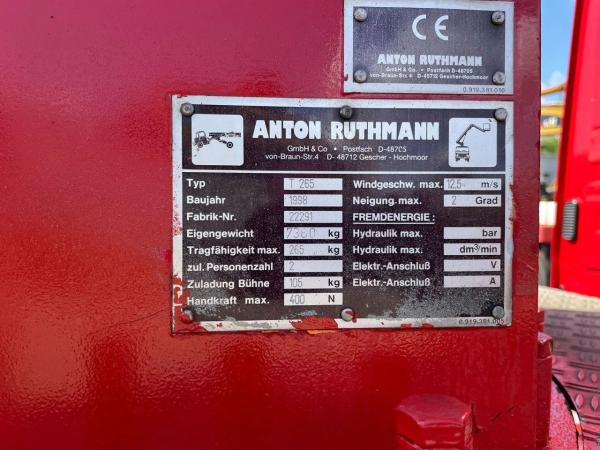 CE
ANTON RUTHMANN
GmbH & Co. • Postfach D-48705
von-Braun-Str. 4 D-48712 Gescher-Hochmoor
0.919.381.010
ANTON RUTHMANN
GmbH & Co • Postfach D-48705
von-Braun-Str. 4 D- 48712 Gescher - Hochmoor
Typ T 265 Windgeschw. max. 12,5 m/s
Baujahr 1998 Neigung max. 2 Grad
Fabrik-Nr. 22291 FREMDENERGIE :
Eigengewicht 7360 kg Hydraulik max. bar
Tragfähigkeit max. 265 kg Hydraulik max. dm³/min
zul. Personenzahl 2 Elektr.-Anschluß V
Zuladung Bühne 105 kg Elektr.-Anschluß A
Handkraft max. 400 N